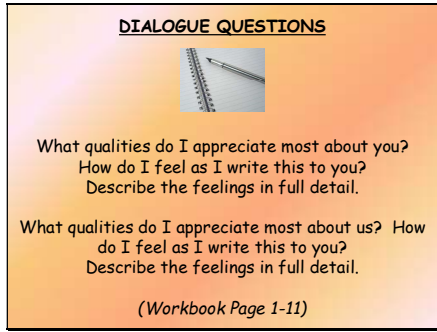 DIALOGUE QUESTIONS
What qualities do I appreciate most about you?
How do I feel as I write this to you?
Describe the feelings in full detail.
What qualities do I appreciate most about us?  How
do I feel as I write this to you?
Describe the feelings in full detail.
(Workbook Page 1-11)